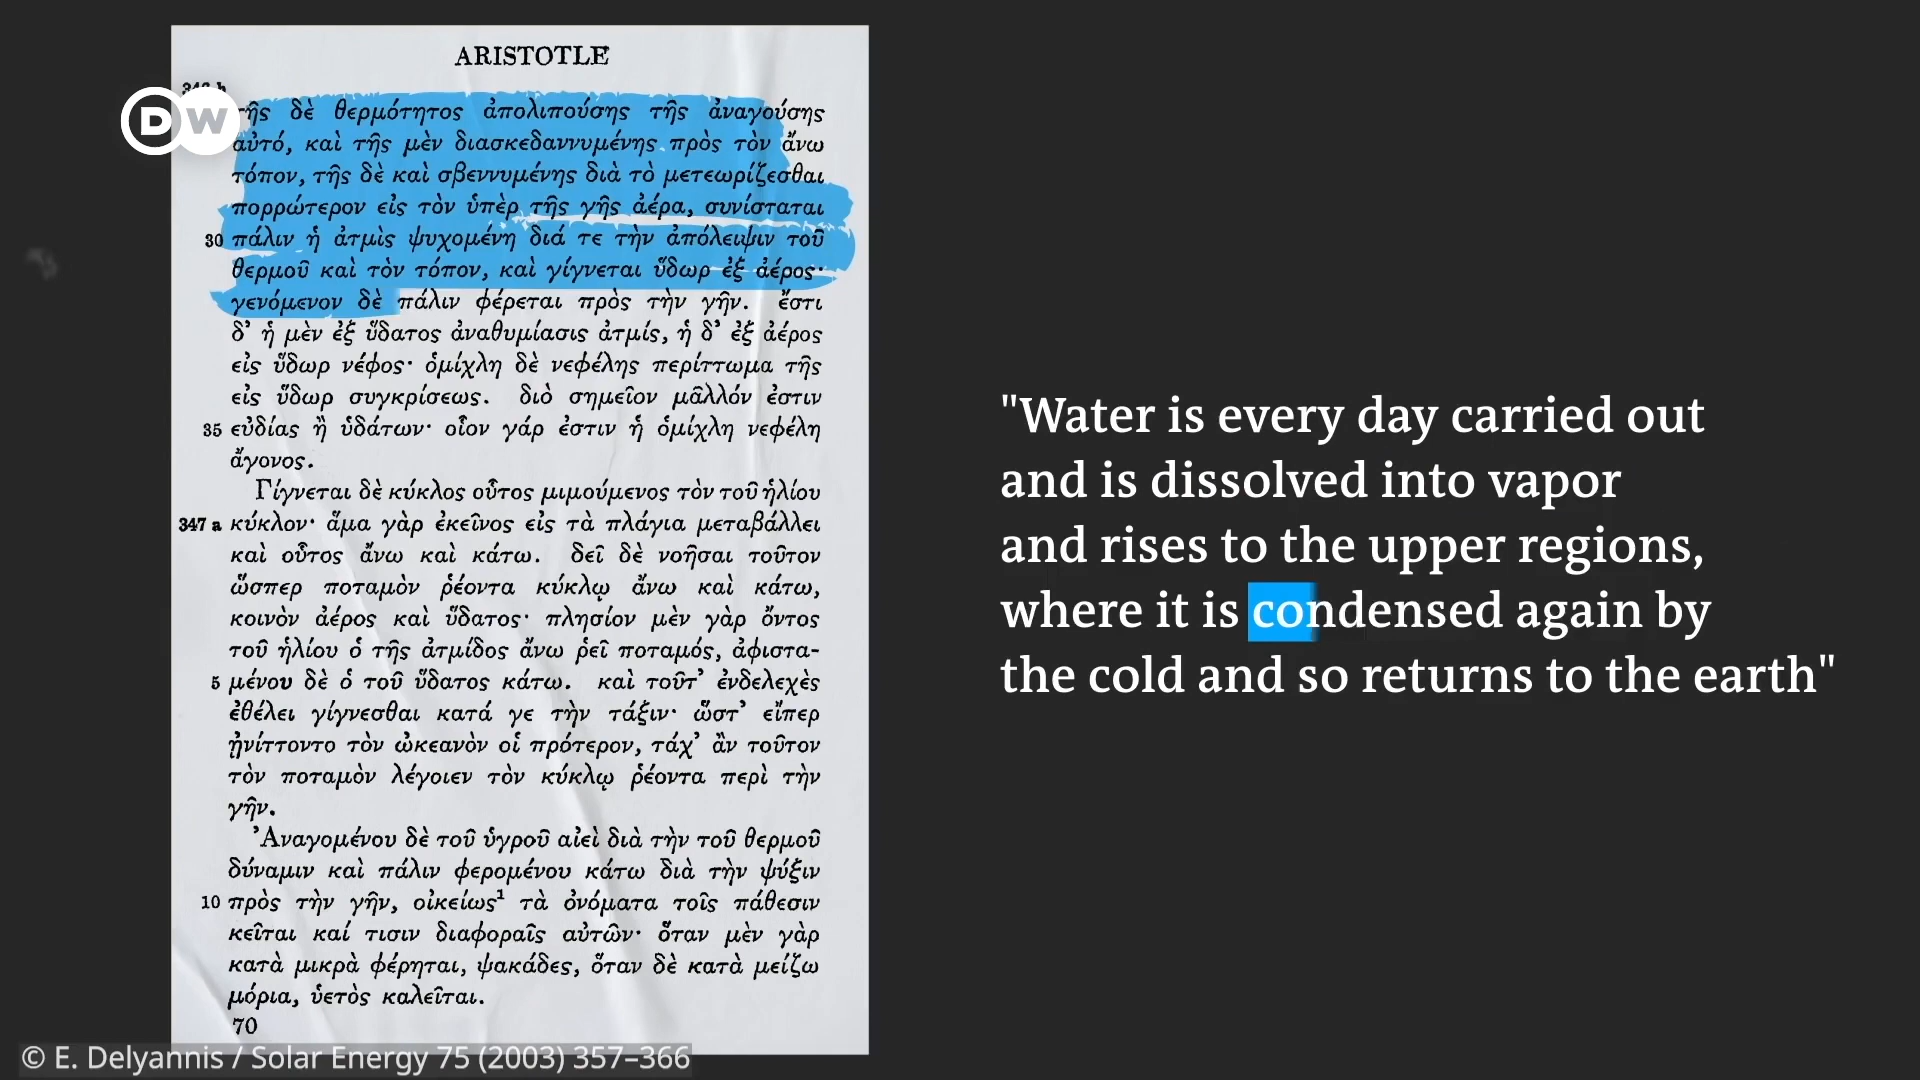 ARISTOTLE
DW
τῆς δὲ θερμότητος ἀπολιπούσης τῆς ἀναγούσης
αὐτό, καὶ τῆς μὲν διασκεδαννυμένης πρὸς τὸν ἄνω
τόπον, τῆς δὲ καὶ σβεννυμένης διὰ τὸ μετεωρίζεσθαι
πορρώτερον εἰς τὸν ὑπὲρ τῆς γῆς ἀέρα, συνίσταται
30 πάλιν ἡ ἀτμὶς ψυχομένη διά τε τὴν ἀπόλειψιν τοῦ
θερμοῦ καὶ τὸν τόπον, καὶ γίγνεται ὕδωρ ἐξ ἀέρος·
γενόμενον δὲ πάλιν φέρεται πρὸς τὴν γῆν. ἔστι
δ’ ἡ μὲν ἐξ ὕδατος ἀναθυμίασις ἀτμίς, ἡ δ’ ἐξ ἀέρος
εἰς ὕδωρ νέφος· ὁμίχλη δὲ νεφέλης περίττωμα τῆς
εἰς ὕδωρ συγκρίσεως. διὸ σημεῖον μᾶλλόν ἐστιν
35 εὐδίας ἢ ὑδάτων· οἷον γάρ ἐστιν ἡ ὁμίχλη νεφέλη
ἄγονος.
Γίγνεται δὲ κύκλος οὗτος μιμούμενος τὸν τοῦ ἡλίου
347 a κύκλον· ἅμα γὰρ ἐκεῖνος εἰς τὰ πλάγια μεταβάλλει
καὶ οὗτος ἄνω καὶ κάτω. δεῖ δὲ νοῆσαι τοῦτον
ὥσπερ ποταμὸν ῥέοντα κύκλῳ ἄνω καὶ κάτω,
κοινὸν ἀέρος καὶ ὕδατος· πλησίον μὲν γὰρ ὄντος
τοῦ ἡλίου ὁ τῆς ἀτμίδος ἄνω ῥεῖ ποταμός, ἀφιστα-
5 μένου δὲ ὁ τοῦ ὕδατος κάτω. καὶ τοῦτ’ ἐνδελεχὲς
ἐθέλει γίγνεσθαι κατά γε τὴν τάξιν· ὥστ’ εἴπερ
ᾐνίττοντο τὸν ὠκεανὸν οἱ πρότερον, τάχ’ ἂν τοῦτον
τὸν ποταμὸν λέγοιεν τὸν κύκλῳ ῥέοντα περὶ τὴν
γῆν.
Ἀναγομένου δὲ τοῦ ὑγροῦ αἰεὶ διὰ τὴν τοῦ θερμοῦ
δύναμιν καὶ πάλιν φερομένου κάτω διὰ τὴν ψύξιν
10 πρὸς τὴν γῆν, οἰκείως¹ τὰ ὀνόματα τοῖς πάθεσιν
κεῖται καί τισιν διαφοραῖς αὐτῶν· ὅταν μὲν γὰρ
κατὰ μικρὰ φέρηται, ψακάδες, ὅταν δὲ κατὰ μείζω
μόρια, ὑετὸς καλεῖται.
70
"Water is every day carried out
and is dissolved into vapor
and rises to the upper regions,
where it is condensed again by
the cold and so returns to the earth"
© E. Delyannis / Solar Energy 75 (2003) 357–366